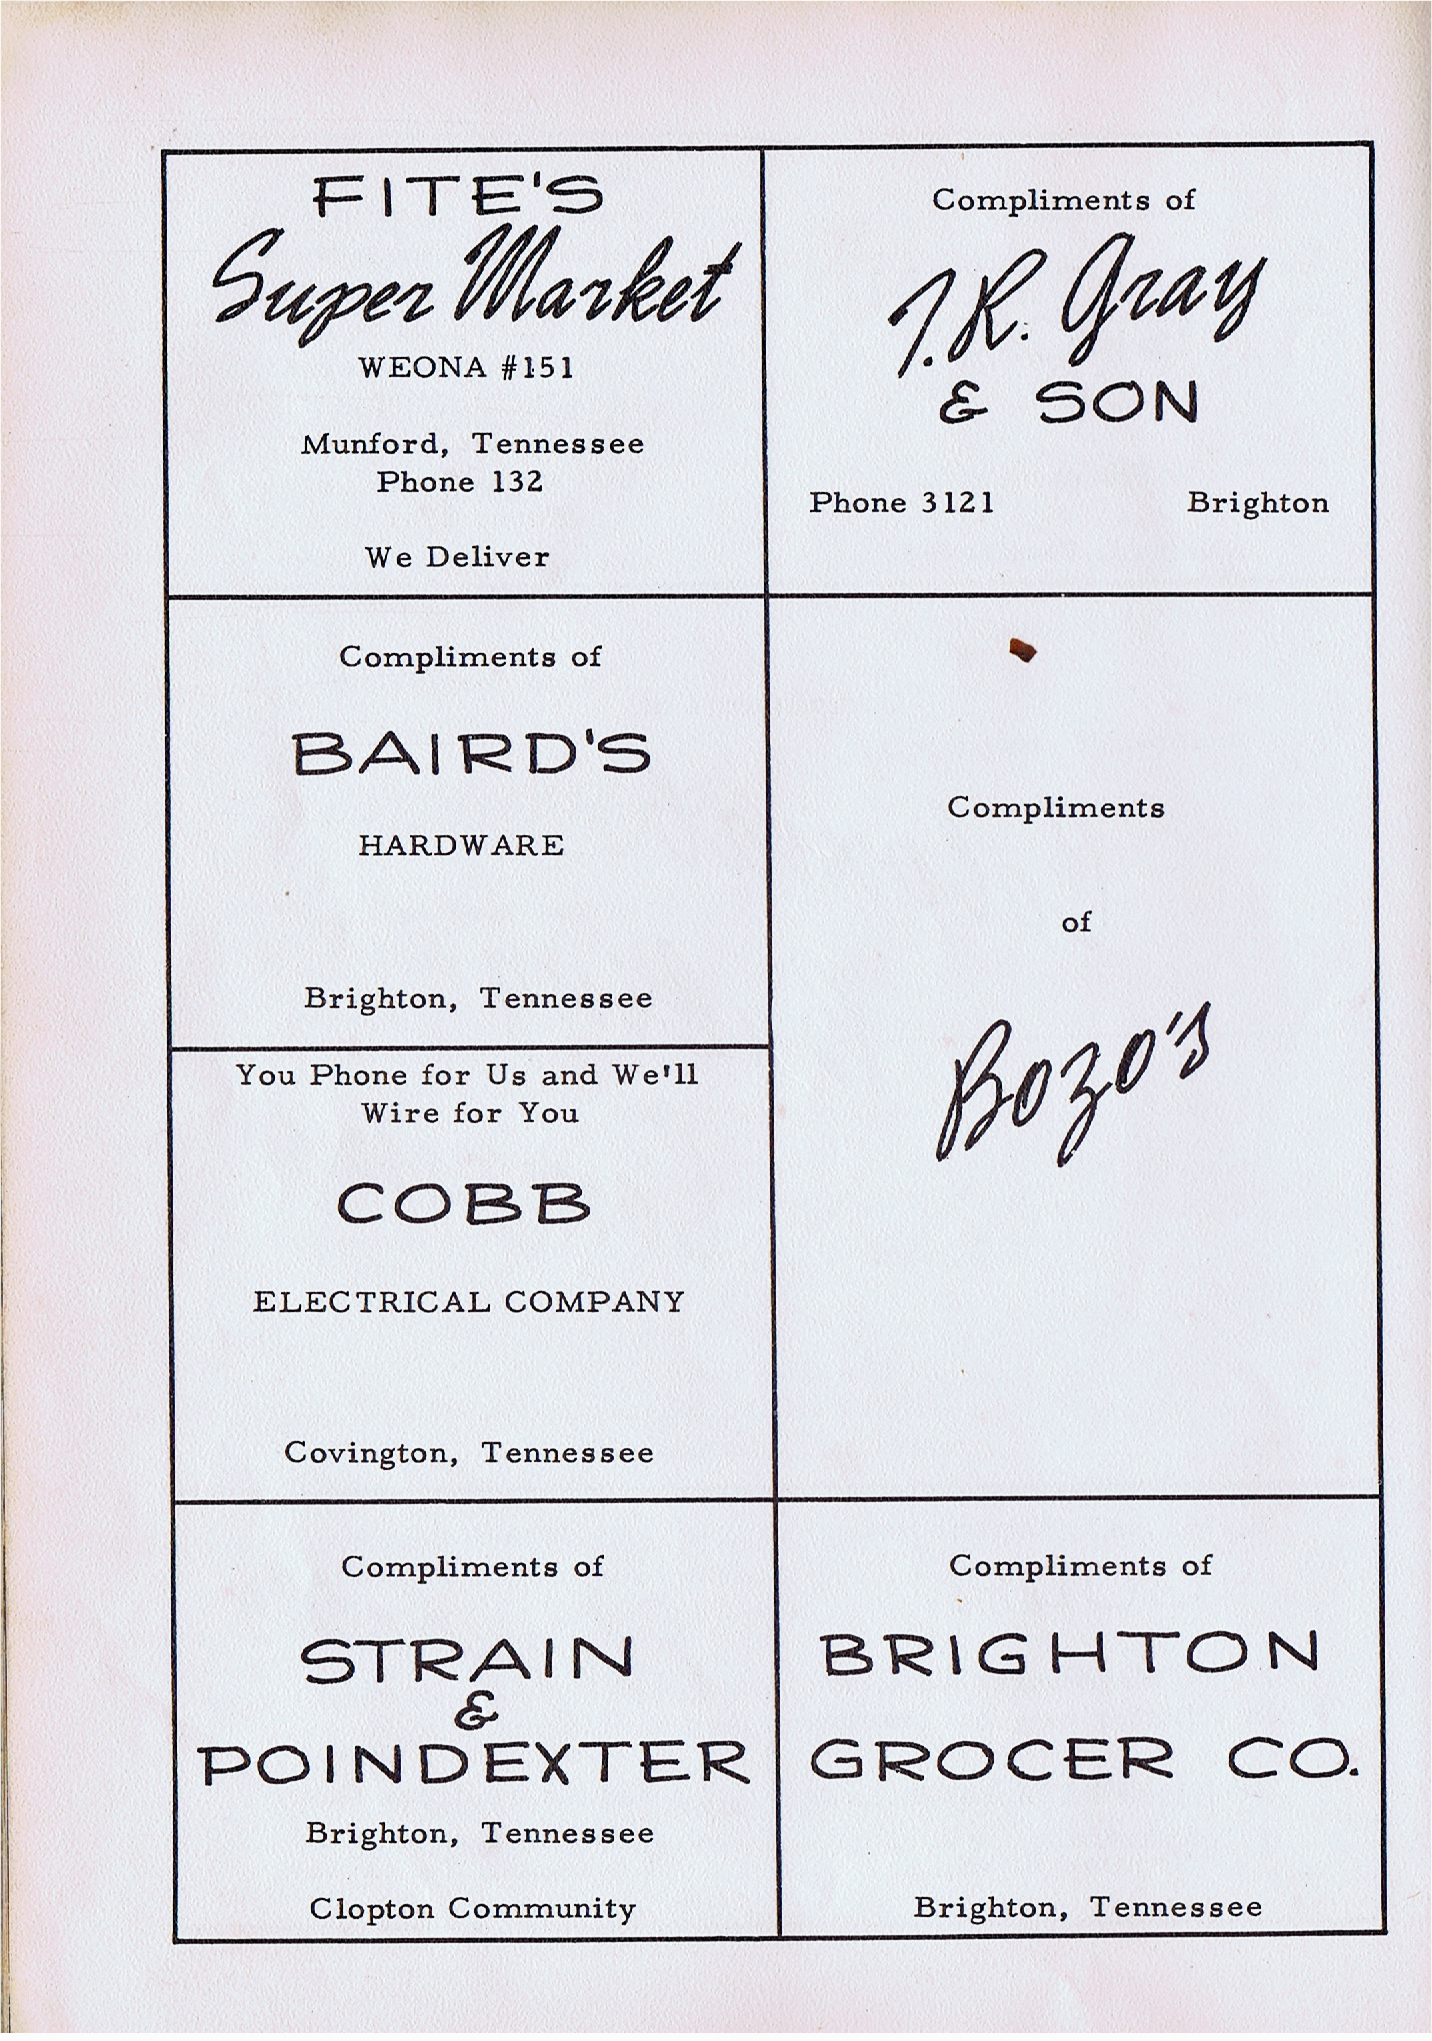 FITE'S
Super Market
WEONA #151
Munford, Tennessee
Phone 132
We Deliver
Compliments of
T.R. Gray
& SON
Phone 3121 Brighton
Compliments of
BAIRD'S
HARDWARE
Brighton, Tennessee
You Phone for Us and We'll
Wire for You
COBB
ELECTRICAL COMPANY
Covington, Tennessee
Compliments
of
Bozo's
Compliments of
STRAIN
&
POINDEXTER
Brighton, Tennessee
Clopton Community
Compliments of
BRIGHTON
GROCER CO.
Brighton, Tennessee